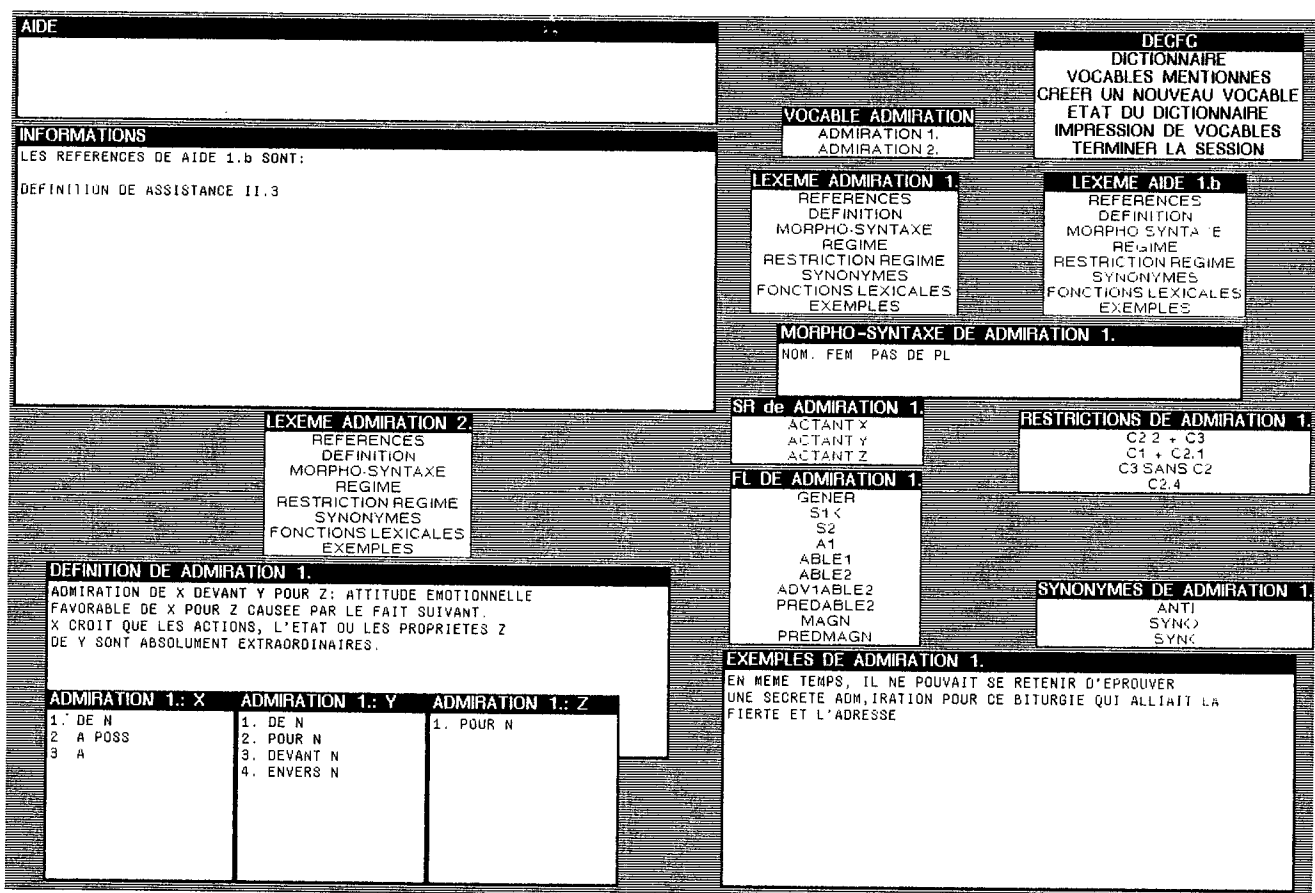 AIDE
INFORMATIONS
LES REFERENCES DE AIDE 1.b SONT:
DEFINITION DE ASSISTANCE II.3
DECFC
DICTIONNAIRE
VOCABLES MENTIONNES
CREER UN NOUVEAU VOCABLE
ETAT DU DICTIONNAIRE
IMPRESSION DE VOCABLES
TERMINER LA SESSION
VOCABLE ADMIRATION
ADMIRATION 1.
ADMIRATION 2.
LEXEME ADMIRATION 1.
REFERENCES
DEFINITION
MORPHO-SYNTAXE
REGIME
RESTRICTION REGIME
SYNONYMES
FONCTIONS LEXICALES
EXEMPLES
LEXEME AIDE 1.b
REFERENCES
DEFINITION
MORPHO SYNTAXE
REGIME
RESTRICTION REGIME
SYNONYMES
FONCTIONS LEXICALES
EXEMPLES
MORPHO-SYNTAXE DE ADMIRATION 1.
NOM. FEM PAS DE PL
LEXEME ADMIRATION 2.
REFERENCES
DEFINITION
MORPHO-SYNTAXE
REGIME
RESTRICTION REGIME
SYNONYMES
FONCTIONS LEXICALES
EXEMPLES
SR de ADMIRATION 1.
ACTANT X
ACTANT Y
ACTANT Z
RESTRICTIONS DE ADMIRATION 1.
C2 2 + C3
C1 + C2.1
C3 SANS C2
C2.4
FL DE ADMIRATION 1.
GENER
S1<
S2
A1
ABLE1
ABLE2
ADV1ABLE2
PREDABLE2
MAGN
PREDMAGN
SYNONYMES DE ADMIRATION 1.
ANTI
SYN<>
SYN<
DEFINITION DE ADMIRATION 1.
ADMIRATION DE X DEVANT Y POUR Z: ATTITUDE EMOTIONNELLE
FAVORABLE DE X POUR Z CAUSEE PAR LE FAIT SUIVANT.
X CROIT QUE LES ACTIONS, L'ETAT OU LES PROPRIETES Z
DE Y SONT ABSOLUMENT EXTRAORDINAIRES.
ADMIRATION 1.: X
1. DE N
2 A POSS
3 A
ADMIRATION 1.: Y
1. DE N
2. POUR N
3. DEVANT N
4. ENVERS N
ADMIRATION 1.: Z
1. POUR N
EXEMPLES DE ADMIRATION 1.
EN MEME TEMPS, IL NE POUVAIT SE RETENIR D'EPROUVER
UNE SECRETE ADM,IRATION POUR CE BITURGIE QUI ALLIAIT LA
FIERTE ET L'ADRESSE